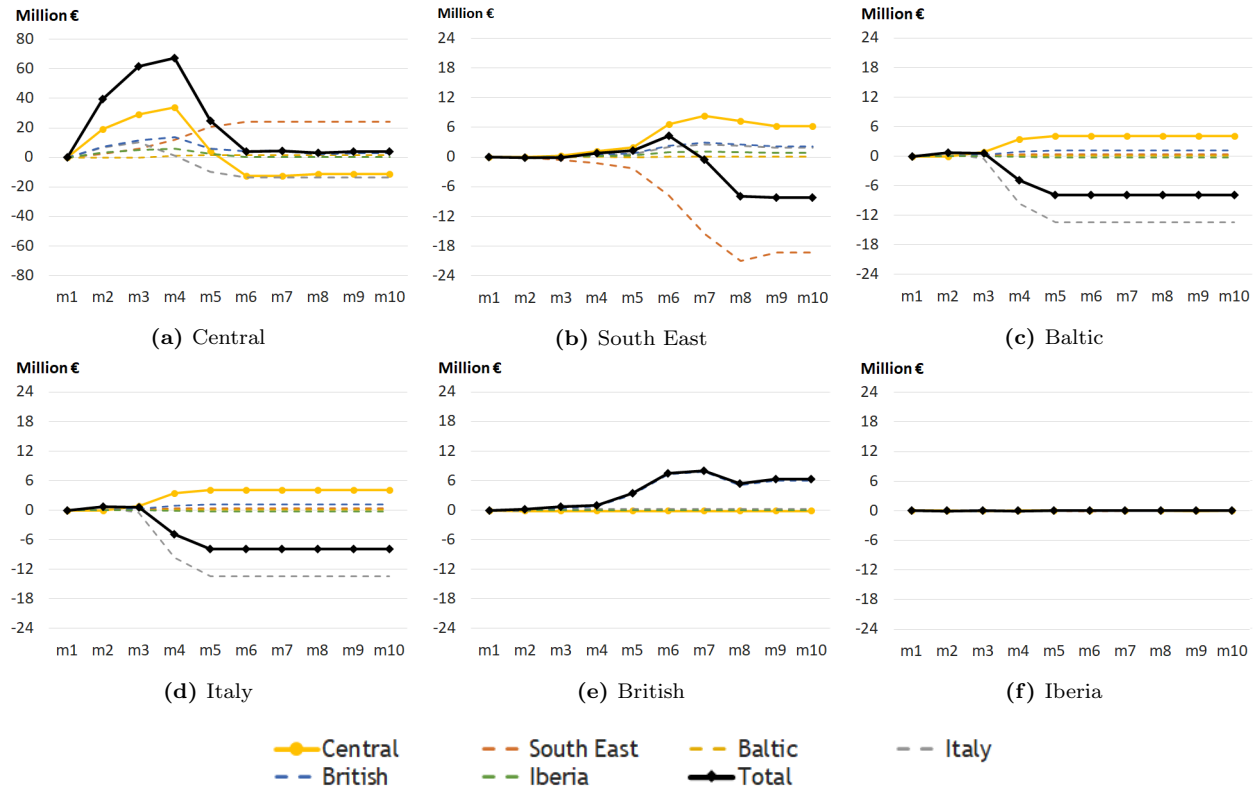 Million € Million € Million €
80 24 24
60 18 18
40 12 12
20 6 6
0 0 0
-20 -6 -6
-40 -12 -12
-60 -18 -18
-80 -24 -24
m1 m2 m3 m4 m5 m6 m7 m8 m9 m10 m1 m2 m3 m4 m5 m6 m7 m8 m9 m10 m1 m2 m3 m4 m5 m6 m7 m8 m9 m10
(a) Central (b) South East (c) Baltic
Million € Million € Million €
24 24 24
18 18 18
12 12 12
6 6 6
0 0 0
-6 -6 -6
-12 -12 -12
-18 -18 -18
-24 -24 -24
m1 m2 m3 m4 m5 m6 m7 m8 m9 m10 m1 m2 m3 m4 m5 m6 m7 m8 m9 m10 m1 m2 m3 m4 m5 m6 m7 m8 m9 m10
(d) Italy (e) British (f) Iberia
Central South East Baltic Italy
British Iberia Total